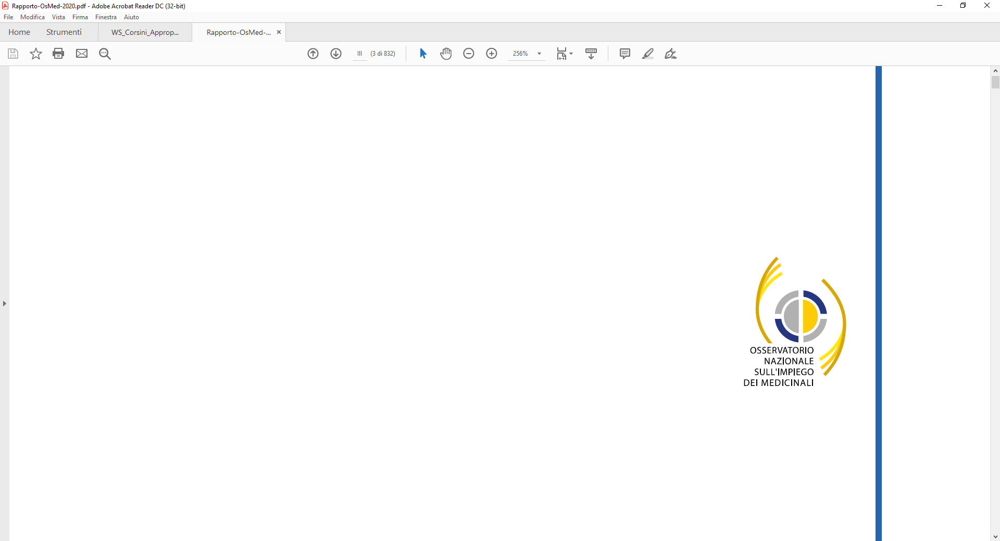 Rapporto-OsMed-2020.pdf - Adobe Acrobat Reader DC (32-bit)
File Modifica Vista Firma Finestra Aiuto
Home Strumenti WS_Corsini_Approp... Rapporto-OsMed-...
III (3 di 832) 256%
OSSERVATORIO
NAZIONALE
SULL'IMPIEGO
DEI MEDICINALI